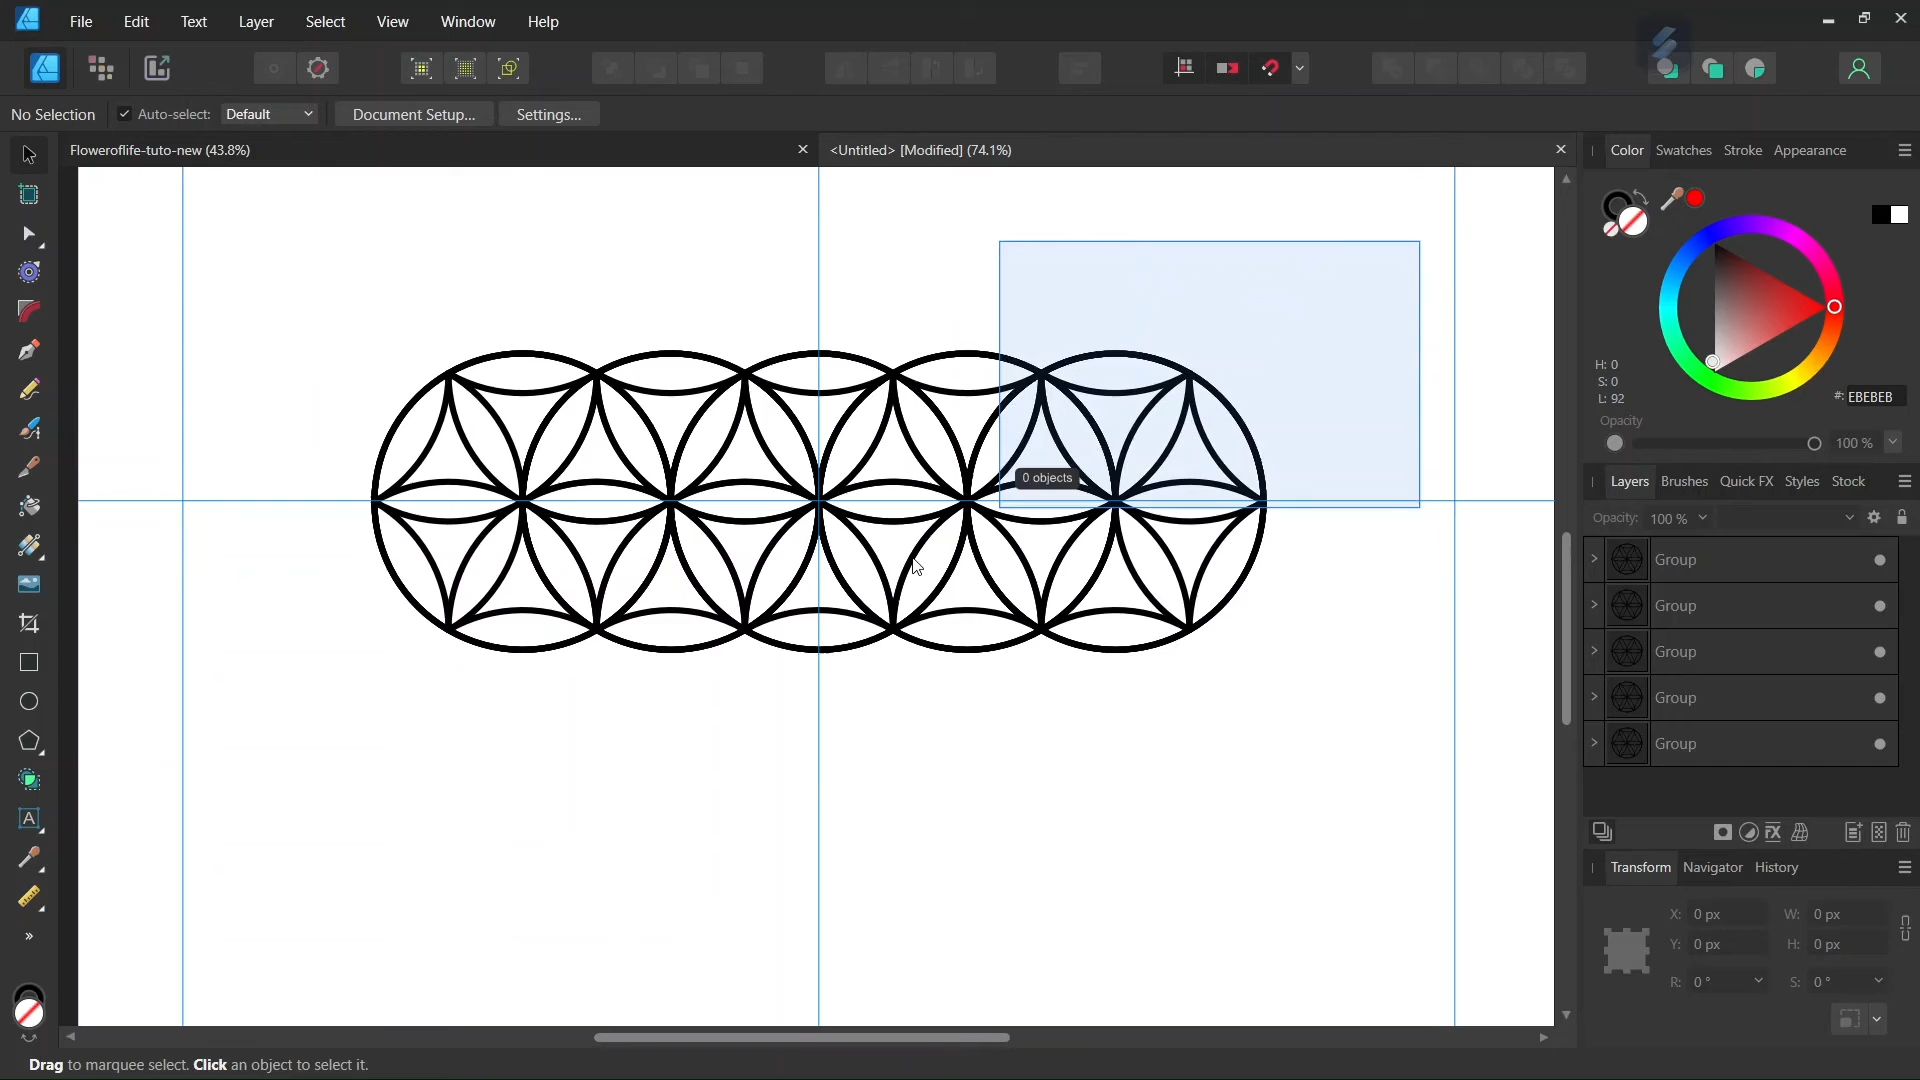 File Edit Text Layer Select View Window Help
No Selection Auto-select: Default Document Setup... Settings...
Floweroflife-tuto-new (43.8%) <Untitled> [Modified] (74.1%)
Color Swatches Stroke Appearance
H: 0
S: 0
L: 92
#: EBEBEB
Opacity
100 %
0 objects
Layers Brushes Quick FX Styles Stock
Opacity: 100 %
Group
Group
Group
Group
Group
Transform Navigator History
X: 0 px W: 0 px
Y: 0 px H: 0 px
R: 0 ° S: 0 °
Drag to marquee select. Click an object to select it.